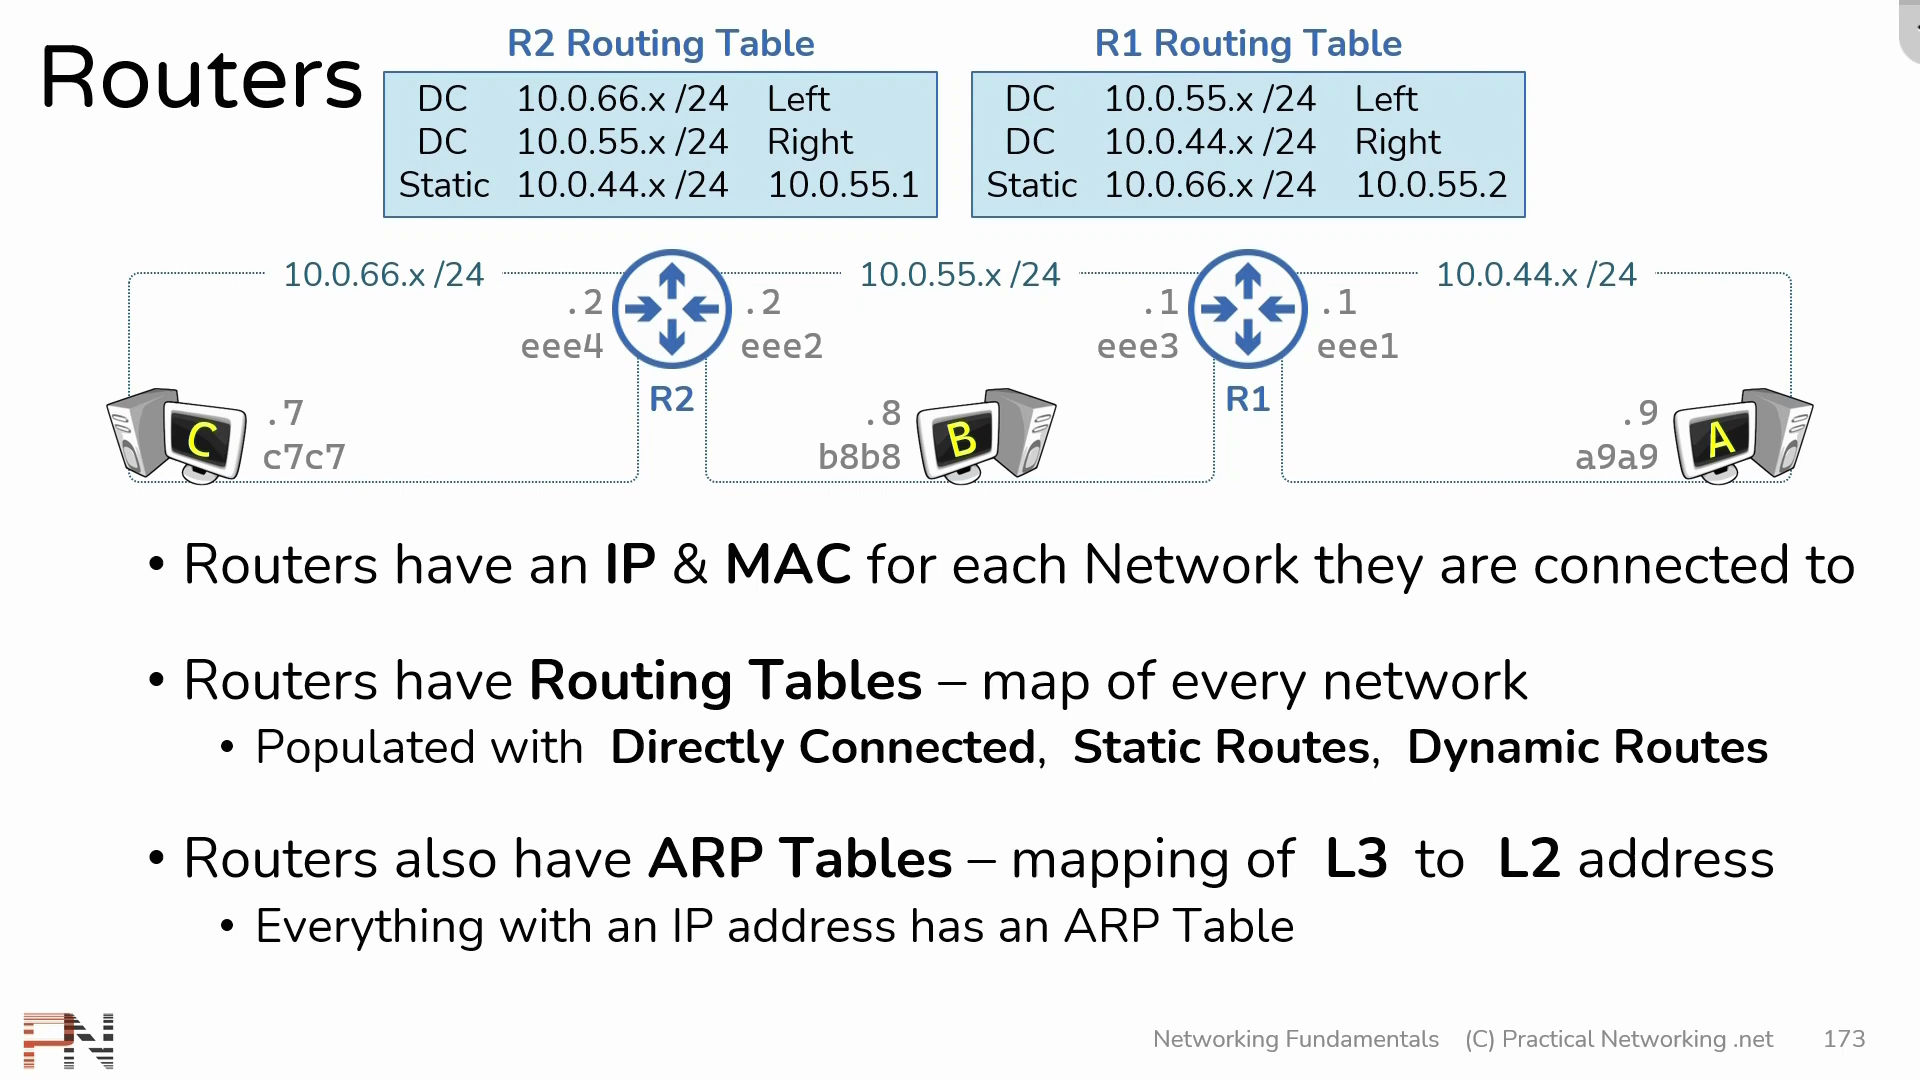 Routers
R2 Routing Table
DC 10.0.66.x /24 Left
DC 10.0.55.x /24 Right
Static 10.0.44.x /24 10.0.55.1
R1 Routing Table
DC 10.0.55.x /24 Left
DC 10.0.44.x /24 Right
Static 10.0.66.x /24 10.0.55.2
10.0.66.x /24
10.0.55.x /24
10.0.44.x /24
.2
eee4
.2
eee2
R2
.1
eee3
.1
eee1
R1
C
.7
c7c7
.8
b8b8
B
.9
a9a9
A
• Routers have an IP & MAC for each Network they are connected to
• Routers have Routing Tables – map of every network
• Populated with Directly Connected, Static Routes, Dynamic Routes
• Routers also have ARP Tables – mapping of L3 to L2 address
• Everything with an IP address has an ARP Table
PN
Networking Fundamentals (C) Practical Networking .net 173